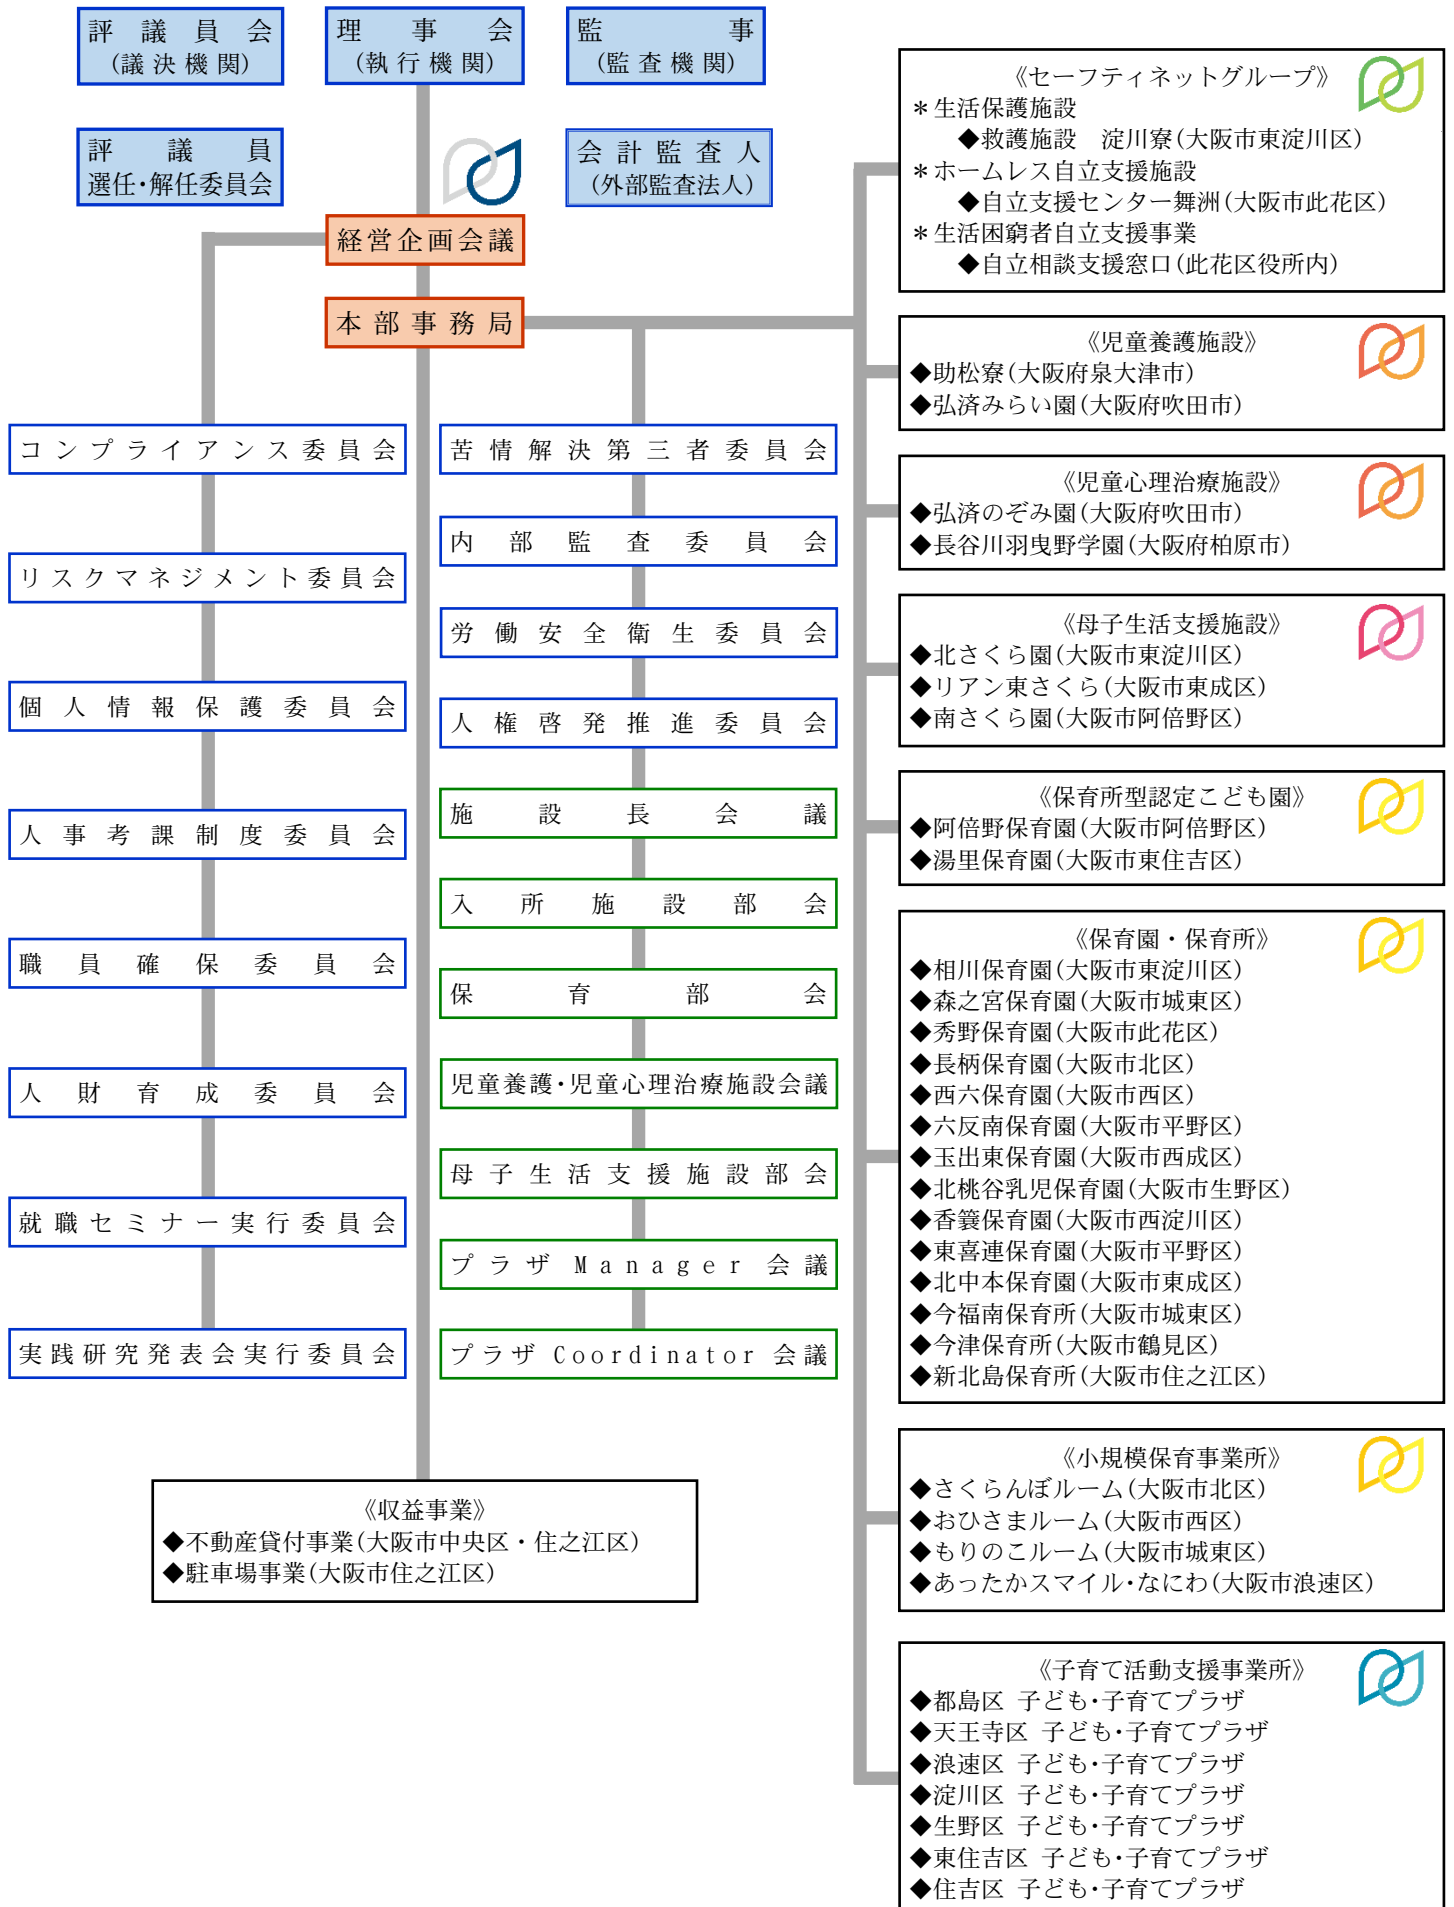 評議員会
(議決機関)
理事会
(執行機関)
監事
(監査機関)
評議員
選任・解任委員会
会計監査人
(外部監査法人)
経営企画会議
本部事務局
コンプライアンス委員会
リスクマネジメント委員会
個人情報保護委員会
人事考課制度委員会
職員確保委員会
人財育成委員会
就職セミナー実行委員会
実践研究発表会実行委員会
苦情解決第三者委員会
内部監査委員会
労働安全衛生委員会
人権啓発推進委員会
施設長会議
入所施設部会
保育部会
児童養護・児童心理治療施設会議
母子生活支援施設部会
プラザ Manager 会議
プラザ Coordinator 会議
《収益事業》
◆不動産貸付事業(大阪市中央区・住之江区)
◆駐車場事業(大阪市住之江区)
《セーフティネットグループ》
＊生活保護施設
◆救護施設　淀川寮(大阪市東淀川区)
＊ホームレス自立支援施設
◆自立支援センター舞洲(大阪市此花区)
＊生活困窮者自立支援事業
◆自立相談支援窓口(此花区役所内)
《児童養護施設》
◆助松寮(大阪府泉大津市)
◆弘済みらい園(大阪府吹田市)
《児童心理治療施設》
◆弘済のぞみ園(大阪府吹田市)
◆長谷川羽曳野学園(大阪府柏原市)
《母子生活支援施設》
◆北さくら園(大阪市東淀川区)
◆リアン東さくら(大阪市東成区)
◆南さくら園(大阪市阿倍野区)
《保育所型認定こども園》
◆阿倍野保育園(大阪市阿倍野区)
◆湯里保育園(大阪市東住吉区)
《保育園・保育所》
◆相川保育園(大阪市東淀川区)
◆森之宮保育園(大阪市城東区)
◆秀野保育園(大阪市此花区)
◆長柄保育園(大阪市北区)
◆西六保育園(大阪市西区)
◆六反南保育園(大阪市平野区)
◆玉出東保育園(大阪市西成区)
◆北桃谷乳児保育園(大阪市生野区)
◆香簑保育園(大阪市西淀川区)
◆東喜連保育園(大阪市平野区)
◆北中本保育園(大阪市東成区)
◆今福南保育所(大阪市城東区)
◆今津保育所(大阪市鶴見区)
◆新北島保育所(大阪市住之江区)
《小規模保育事業所》
◆さくらんぼルーム(大阪市北区)
◆おひさまルーム(大阪市西区)
◆もりのこルーム(大阪市城東区)
◆あったかスマイル・なにわ(大阪市浪速区)
《子育て活動支援事業所》
◆都島区 子ども・子育てプラザ
◆天王寺区 子ども・子育てプラザ
◆浪速区 子ども・子育てプラザ
◆淀川区 子ども・子育てプラザ
◆生野区 子ども・子育てプラザ
◆東住吉区 子ども・子育てプラザ
◆住吉区 子ども・子育てプラザ